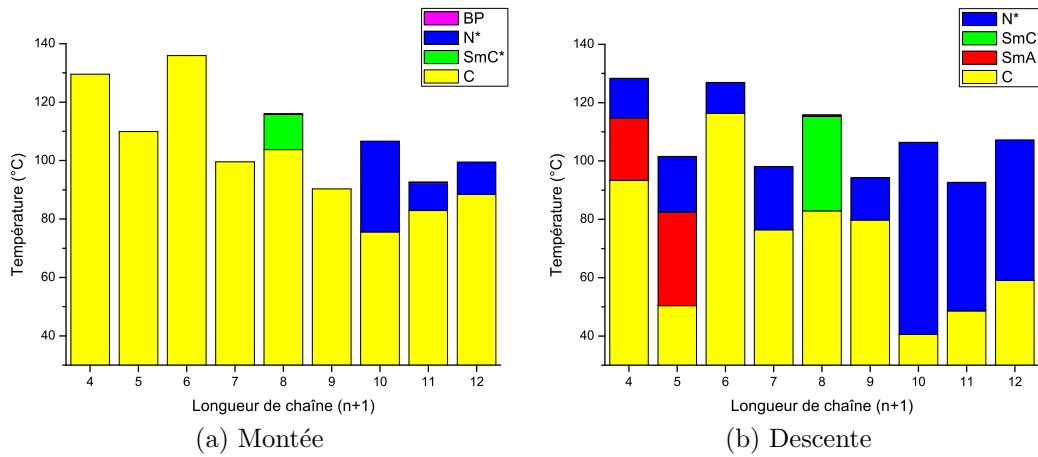 BP
N*
SmC*
C
140
120
100
80
60
40
Température (°C)
4 5 6 7 8 9 10 11 12
Longueur de chaîne (n+1)
(a) Montée
N*
SmC
SmA
C
140
120
100
80
60
40
Température (°C)
4 5 6 7 8 9 10 11 12
Longueur de chaîne (n+1)
(b) Descente